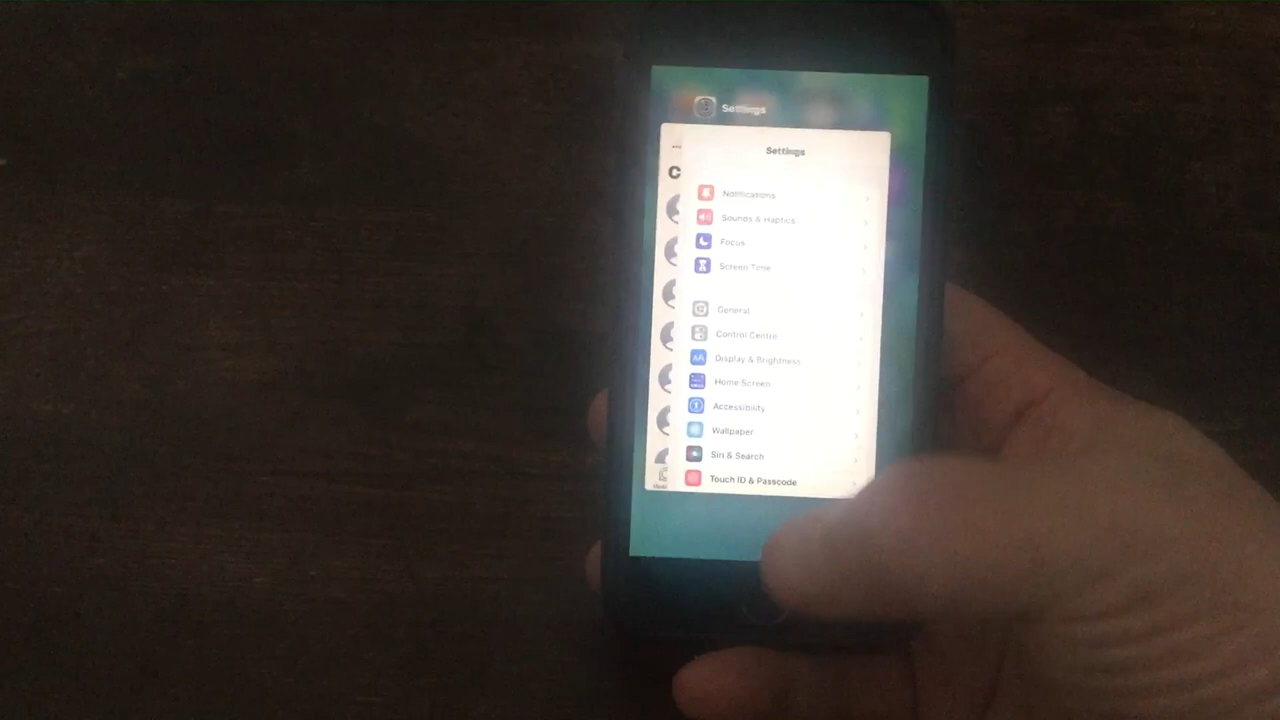 Settings
Settings
C
Notifications
Sounds & Haptics
Focus
Screen Time
General
Control Centre
Display & Brightness
AA
Home Screen
Accessibility
Wallpaper
Siri & Search
Touch ID & Passcode